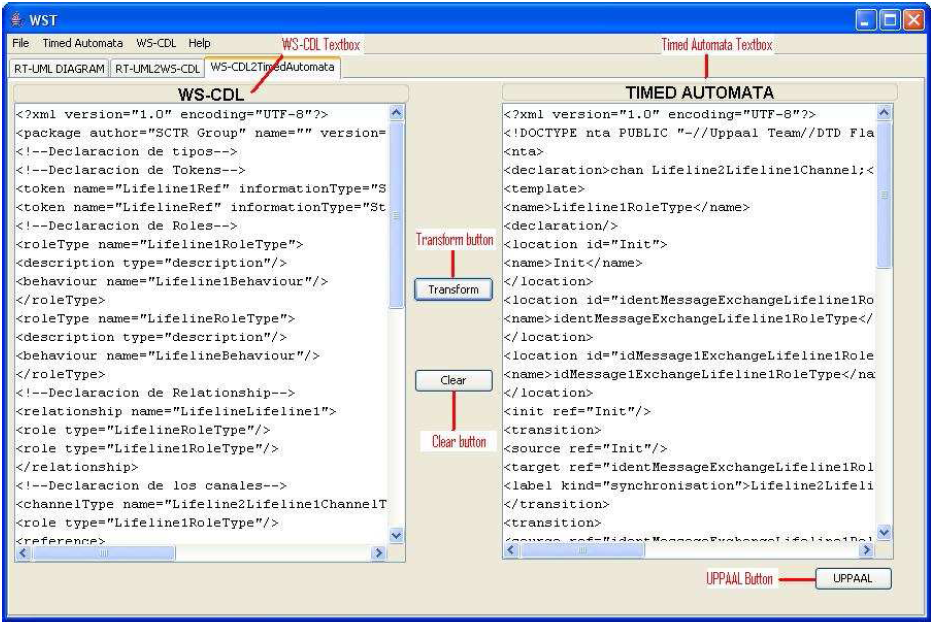 WST
File Timed Automata WS-CDL Help
WS-CDL Textbox
Timed Automata Textbox
RT-UML DIAGRAM RT-UML2WS-CDL WS-CDL2TimedAutomata
WS-CDL
<?xml version="1.0" encoding="UTF-8"?>
<package author="SCTR Group" name="" version=
<!--Declaracion de tipos-->
<!--Declaracion de Tokens-->
<token name="Lifeline1Ref" informationType="S
<token name="LifelineRef" informationType="St
<!--Declaracion de Roles-->
<roleType name="Lifeline1RoleType">
<description type="description"/>
<behaviour name="Lifeline1Behaviour"/>
</roleType>
<roleType name="LifelineRoleType">
<description type="description"/>
<behaviour name="LifelineBehaviour"/>
</roleType>
<!--Declaracion de Relationship-->
<relationship name="LifelineLifeline1">
<role type="LifelineRoleType"/>
<role type="Lifeline1RoleType"/>
</relationship>
<!--Declaracion de los canales-->
<channelType name="Lifeline2Lifeline1ChannelT
<role type="Lifeline1RoleType"/>
<reference>
Transform button
Transform
Clear
Clear button
TIMED AUTOMATA
<?xml version="1.0" encoding="UTF-8"?>
<!DOCTYPE nta PUBLIC "-//Uppaal Team//DTD Fla
<nta>
<declaration>chan Lifeline2Lifeline1Channel;<
<template>
<name>Lifeline1RoleType</name>
<declaration/>
<location id="Init">
<name>Init</name>
</location>
<location id="identMessageExchangeLifeline1Ro
<name>identMessageExchangeLifeline1RoleType</
</location>
<location id="idMessage1ExchangeLifeline1Role
<name>idMessage1ExchangeLifeline1RoleType</na
</location>
<init ref="Init"/>
<transition>
<source ref="Init"/>
<target ref="identMessageExchangeLifeline1Rol
<label kind="synchronisation">Lifeline2Lifeli
</transition>
<transition>
<source ref="identMessageExchangeLifeline1Rol
UPPAAL Button
UPPAAL